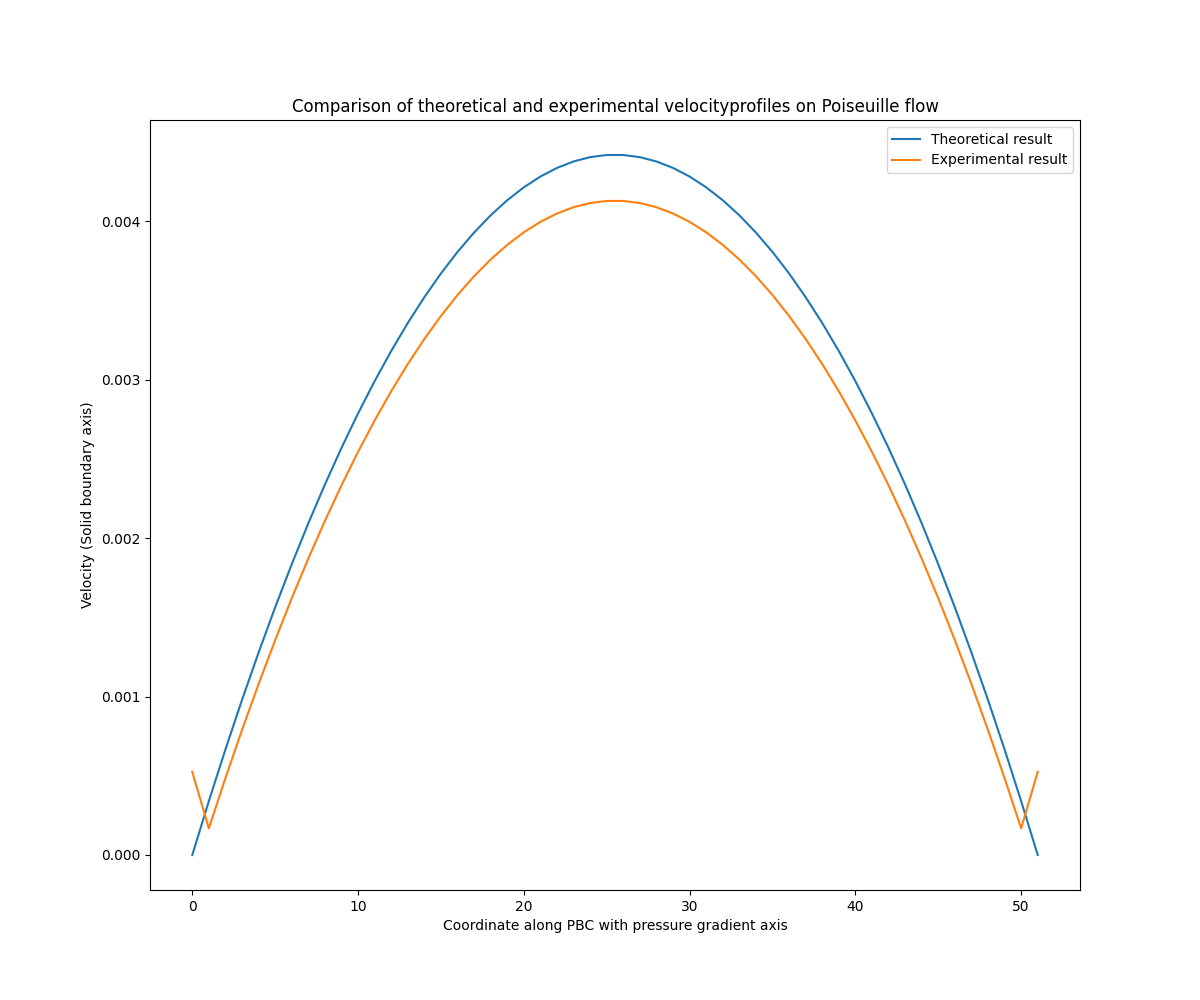 Comparison of theoretical and experimental velocityprofiles on Poiseuille flow
Theoretical result
Experimental result
Velocity (Solid boundary axis)
0.004
0.003
0.002
0.001
0.000
0 10 20 30 40 50
Coordinate along PBC with pressure gradient axis